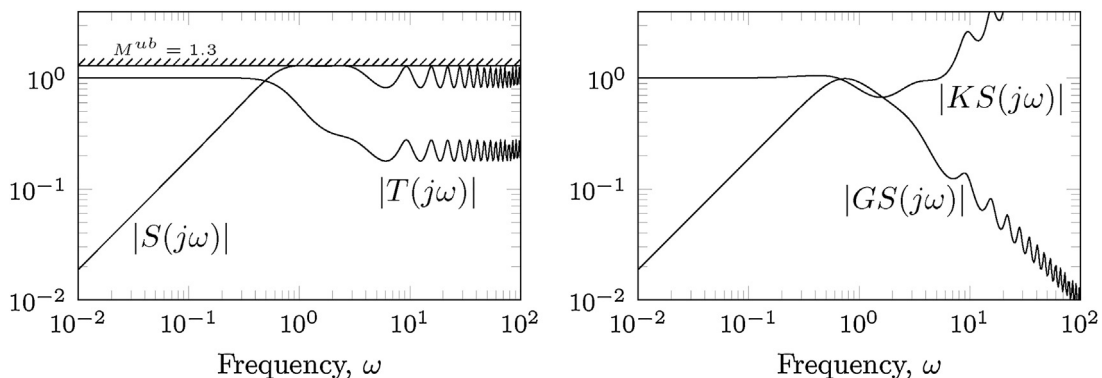 M^{ub} = 1.3
10^0
10^{-1}
10^{-2}
|S(jω)|
|T(jω)|
10^{-2} 10^{-1} 10^0 10^1 10^2
Frequency, ω
10^0
10^{-1}
10^{-2}
|KS(jω)|
|GS(jω)|
10^{-2} 10^{-1} 10^0 10^1 10^2
Frequency, ω